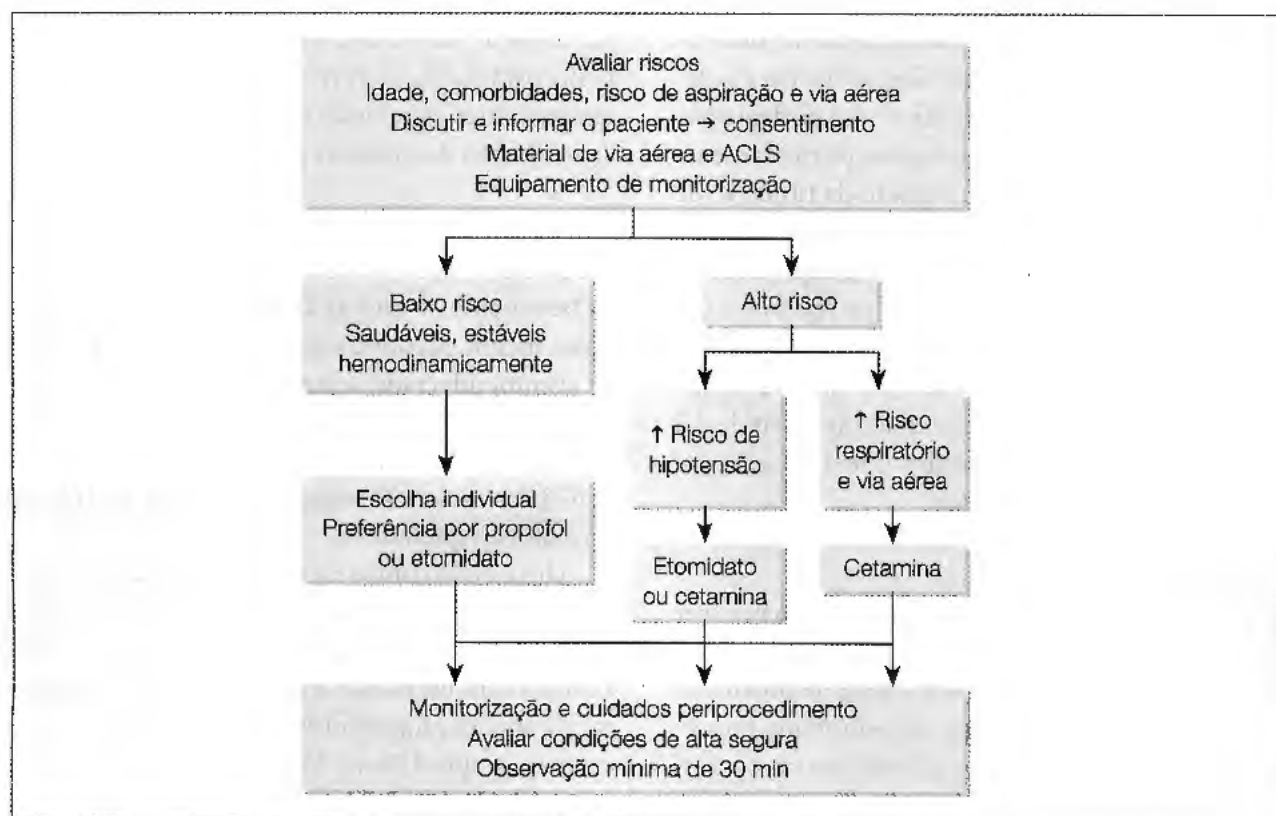 Avaliar riscos
Idade, comorbidades, risco de aspiração e via aérea
Discutir e informar o paciente → consentimento
Material de via aérea e ACLS
Equipamento de monitorização
Baixo risco
Saudáveis, estáveis
hemodinamicamente
Alto risco
↑ Risco de
hipotensão
↑ Risco
respiratório
e via aérea
Escolha individual
Preferência por propofol
ou etomidato
Etomidato
ou cetamina
Cetamina
Monitorização e cuidados periprocedimento
Avaliar condições de alta segura
Observação mínima de 30 min